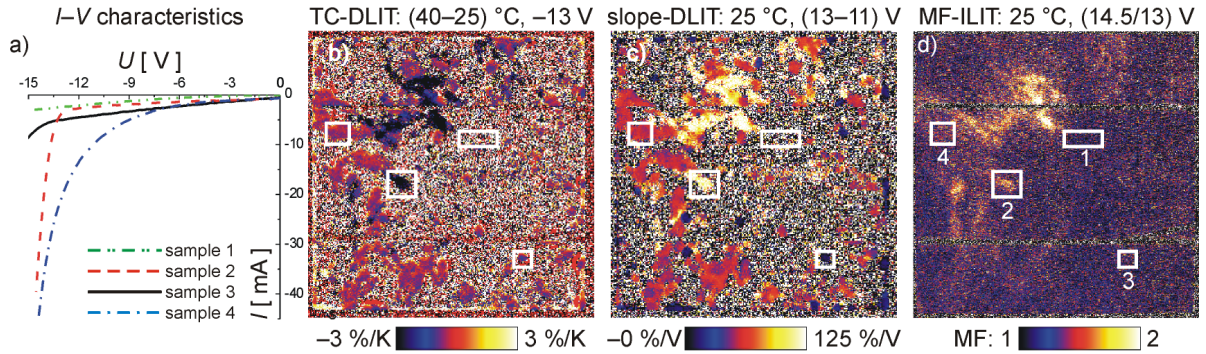 I–V characteristics
TC-DLIT: (40–25) °C, –13 V
slope-DLIT: 25 °C, (13–11) V
MF-ILIT: 25 °C, (14.5/13) V
a)
b)
c)
d)
U [ V ]
-15 -12 -9 -6 -3 0
0
-10
-20
-30
-40
I [ mA ]
sample 1
sample 2
sample 3
sample 4
4
1
2
3
–3 %/K 3 %/K
–0 %/V 125 %/V
MF: 1 2